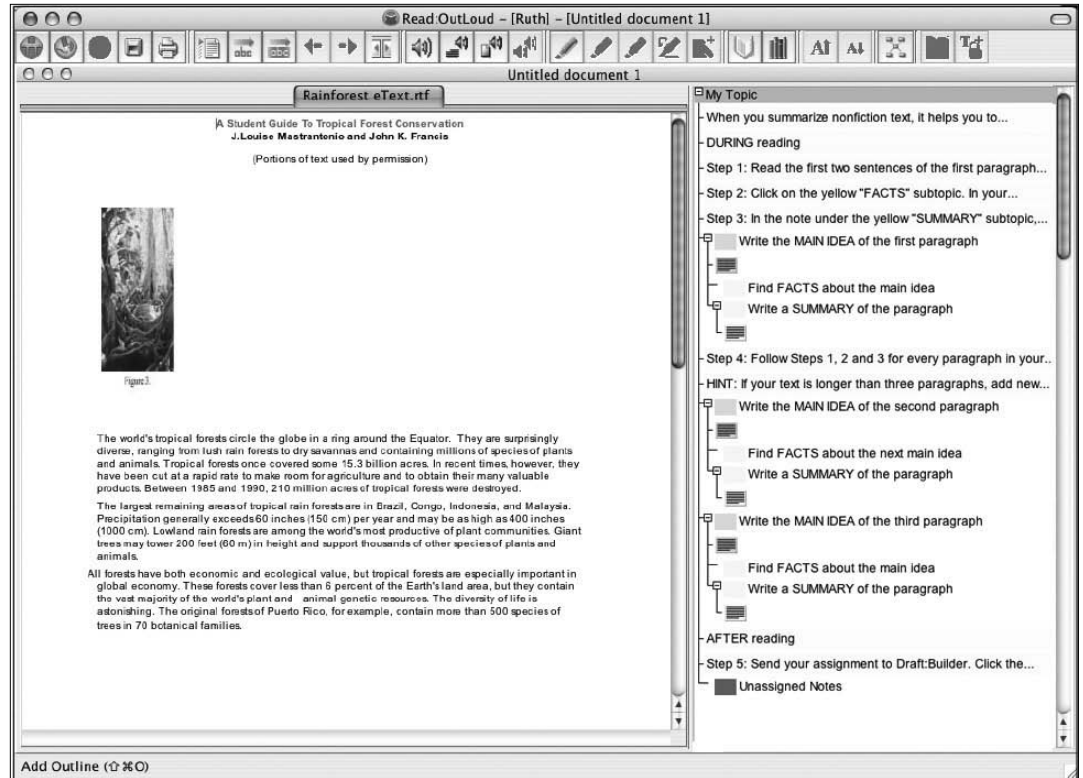 Read:OutLoud – [Ruth] – [Untitled document 1]
abc
abc
Untitled document 1
Rainforest eText.rtf
A Student Guide To Tropical Forest Conservation
J.Louise Mastrantonio and John K. Francis
(Portions of text used by permission)
Figure 3.
The world's tropical forests circle the globe in a ring around the Equator. They are surprisingly
diverse, ranging from lush rain forests to dry savannas and containing millions of species of plants
and animals. Tropical forests once covered some 15.3 billion acres. In recent times, however, they
have been cut at a rapid rate to make room for agriculture and to obtain their many valuable
products. Between 1985 and 1990, 210 million acres of tropical forests were destroyed.
The largest remaining areas of tropical rain forests are in Brazil, Congo, Indonesia, and Malaysia.
Precipitation generally exceeds 60 inches (150 cm) per year and may be as high as 400 inches
(1000 cm). Lowland rain forests are among the world's most productive of plant communities. Giant
trees may tower 200 feet (60 m) in height and support thousands of other species of plants and
animals.
All forests have both economic and ecological value, but tropical forests are especially important in
global economy. These forests cover less than 6 percent of the Earth's land area, but they contain
the vast majority of the world's plant and animal genetic resources. The diversity of life is
astonishing. The original forests of Puerto Rico, for example, contain more than 500 species of
trees in 70 botanical families.
My Topic
When you summarize nonfiction text, it helps you to...
DURING reading
Step 1: Read the first two sentences of the first paragraph...
Step 2: Click on the yellow "FACTS" subtopic. In your...
Step 3: In the note under the yellow "SUMMARY" subtopic,...
Write the MAIN IDEA of the first paragraph
Find FACTS about the main idea
Write a SUMMARY of the paragraph
Step 4: Follow Steps 1, 2 and 3 for every paragraph in your..
HINT: If your text is longer than three paragraphs, add new...
Write the MAIN IDEA of the second paragraph
Find FACTS about the next main idea
Write a SUMMARY of the paragraph
Write the MAIN IDEA of the third paragraph
Find FACTS about the main idea
Write a SUMMARY of the paragraph
AFTER reading
Step 5: Send your assignment to Draft:Builder. Click the...
Unassigned Notes
Add Outline (⇧⌘O)